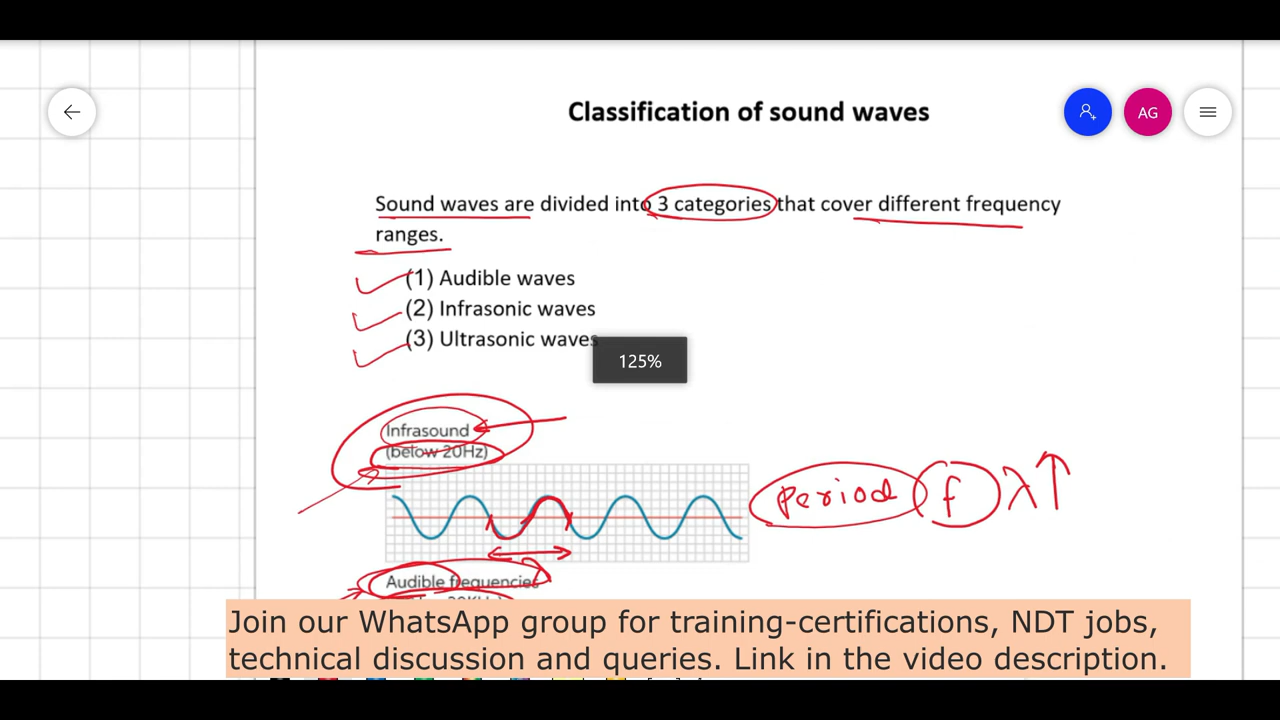 Classification of sound waves
AG
Sound waves are divided into 3 categories that cover different frequency
ranges.
(1) Audible waves
(2) Infrasonic waves
(3) Ultrasonic waves
125%
Infrasound
(below 20Hz)
Period f λ↑
Audible frequencies
Join our WhatsApp group for training-certifications, NDT jobs,
technical discussion and queries. Link in the video description.